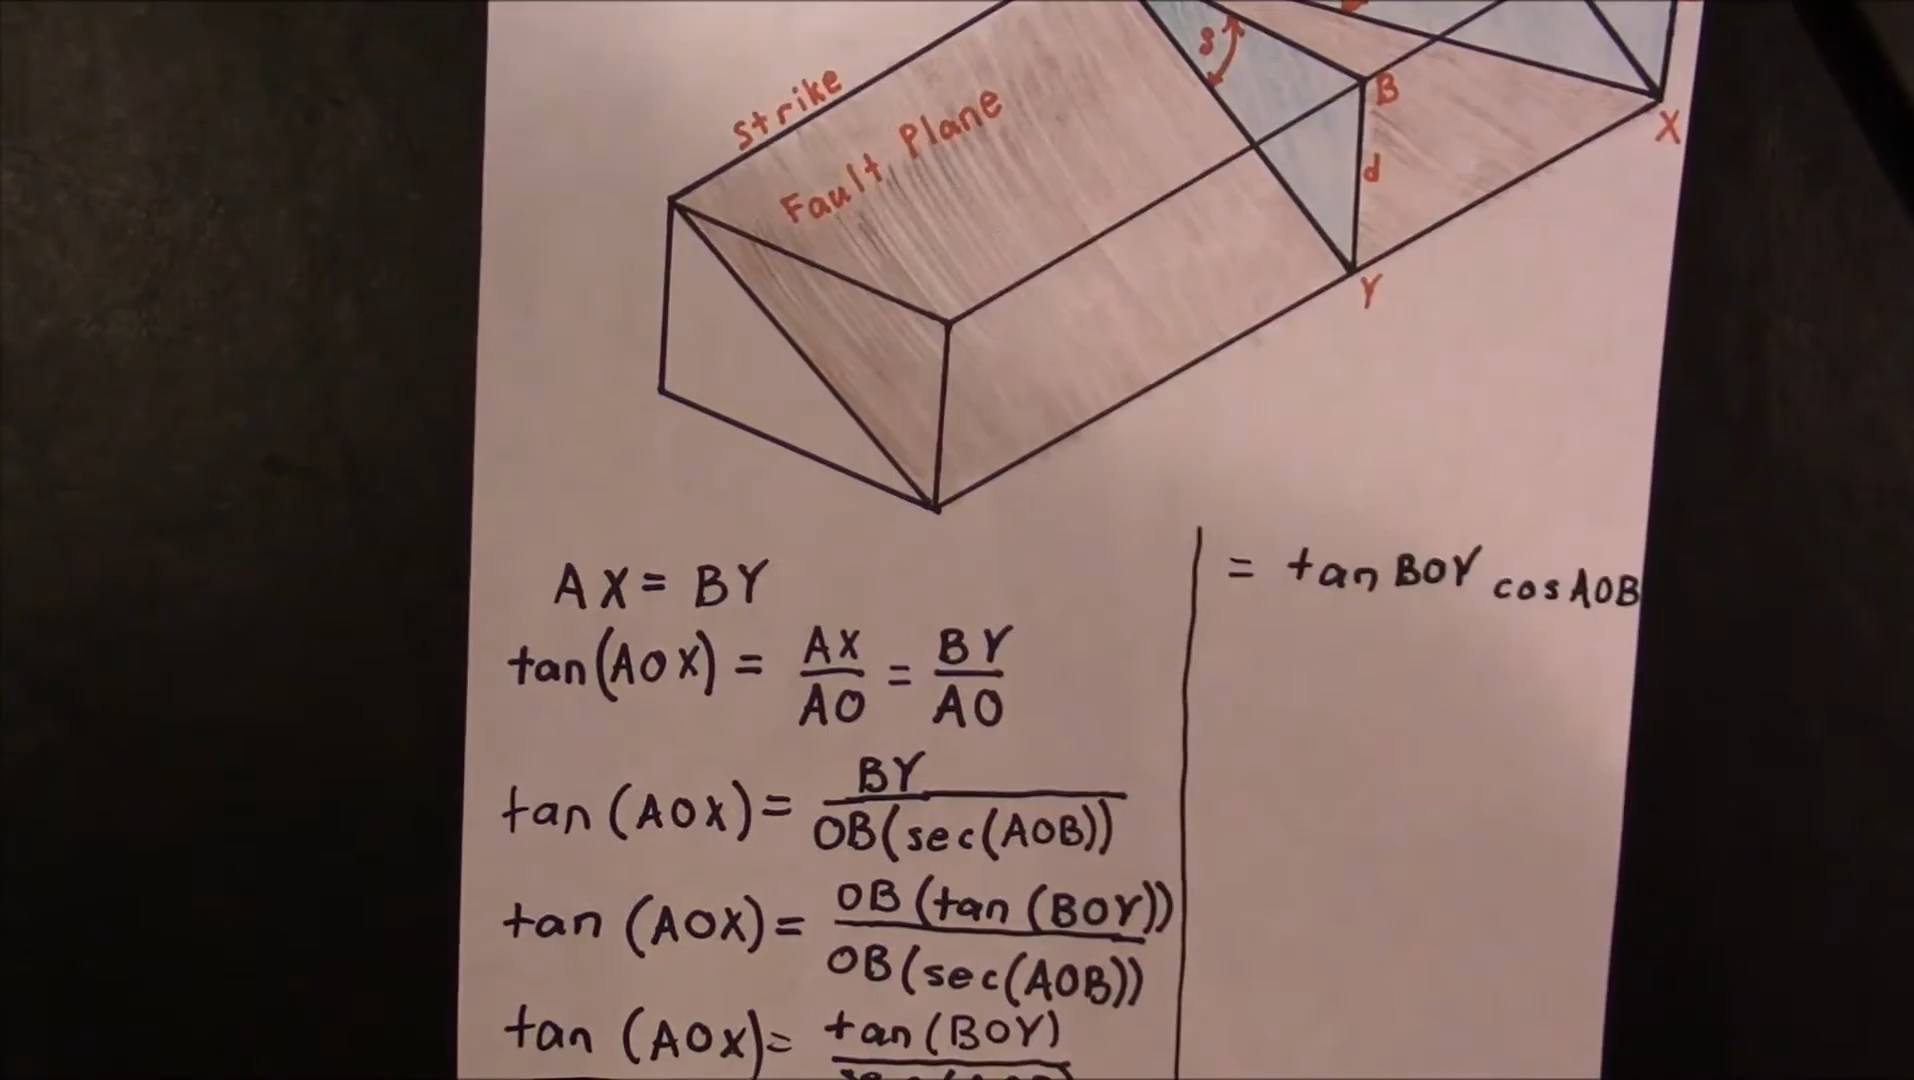 Strike
Fault Plane
S
B
d
X
Y
AX = BY
tan(AOX) = AX/AO = BY/AO
tan (AOX) = BY/OB(sec(AOB))
tan (AOX) = OB(tan(BOY))/OB(sec(AOB))
tan (AOX) = tan(BOY)
= tan BOY cos AOB